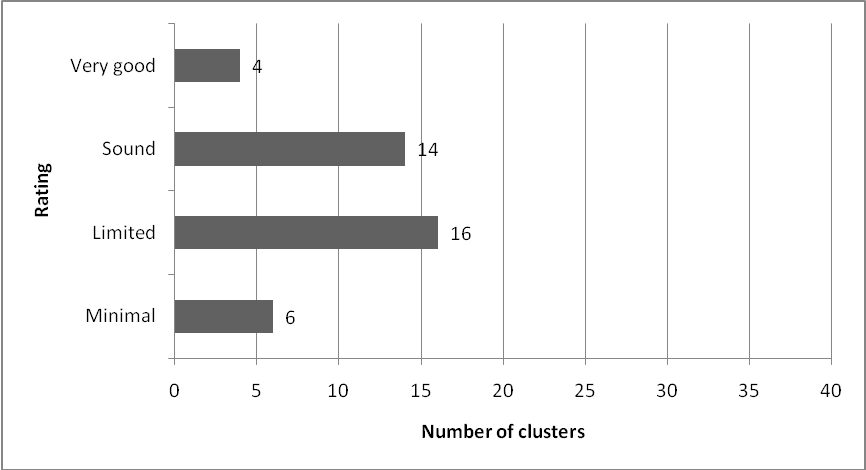 Very good
4
Sound
14
Limited
16
Minimal
6
Rating
0 5 10 15 20 25 30 35 40
Number of clusters